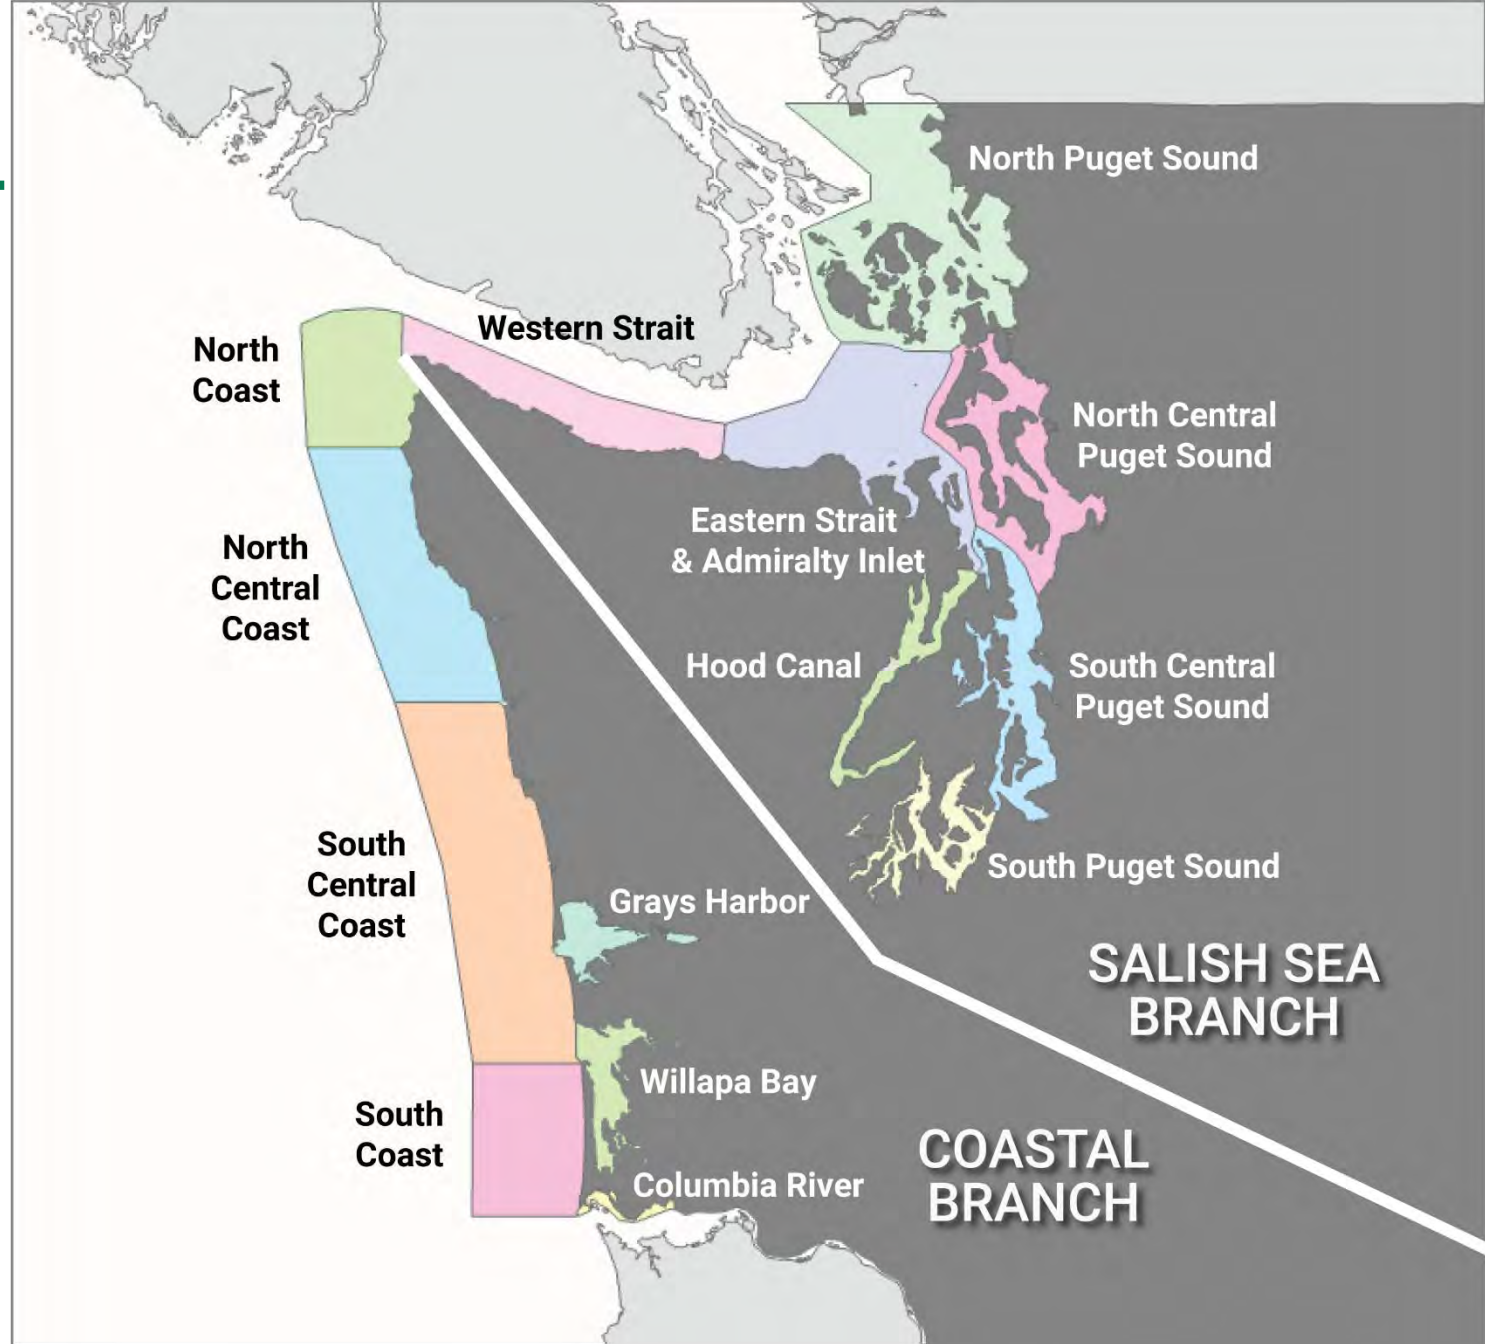 North Puget Sound
Western Strait
North
Coast
North Central
Puget Sound
Eastern Strait
& Admiralty Inlet
North
Central
Coast
Hood Canal
South Central
Puget Sound
South
Central
Coast
South Puget Sound
Grays Harbor
SALISH SEA
BRANCH
Willapa Bay
South
Coast
COASTAL
BRANCH
Columbia River